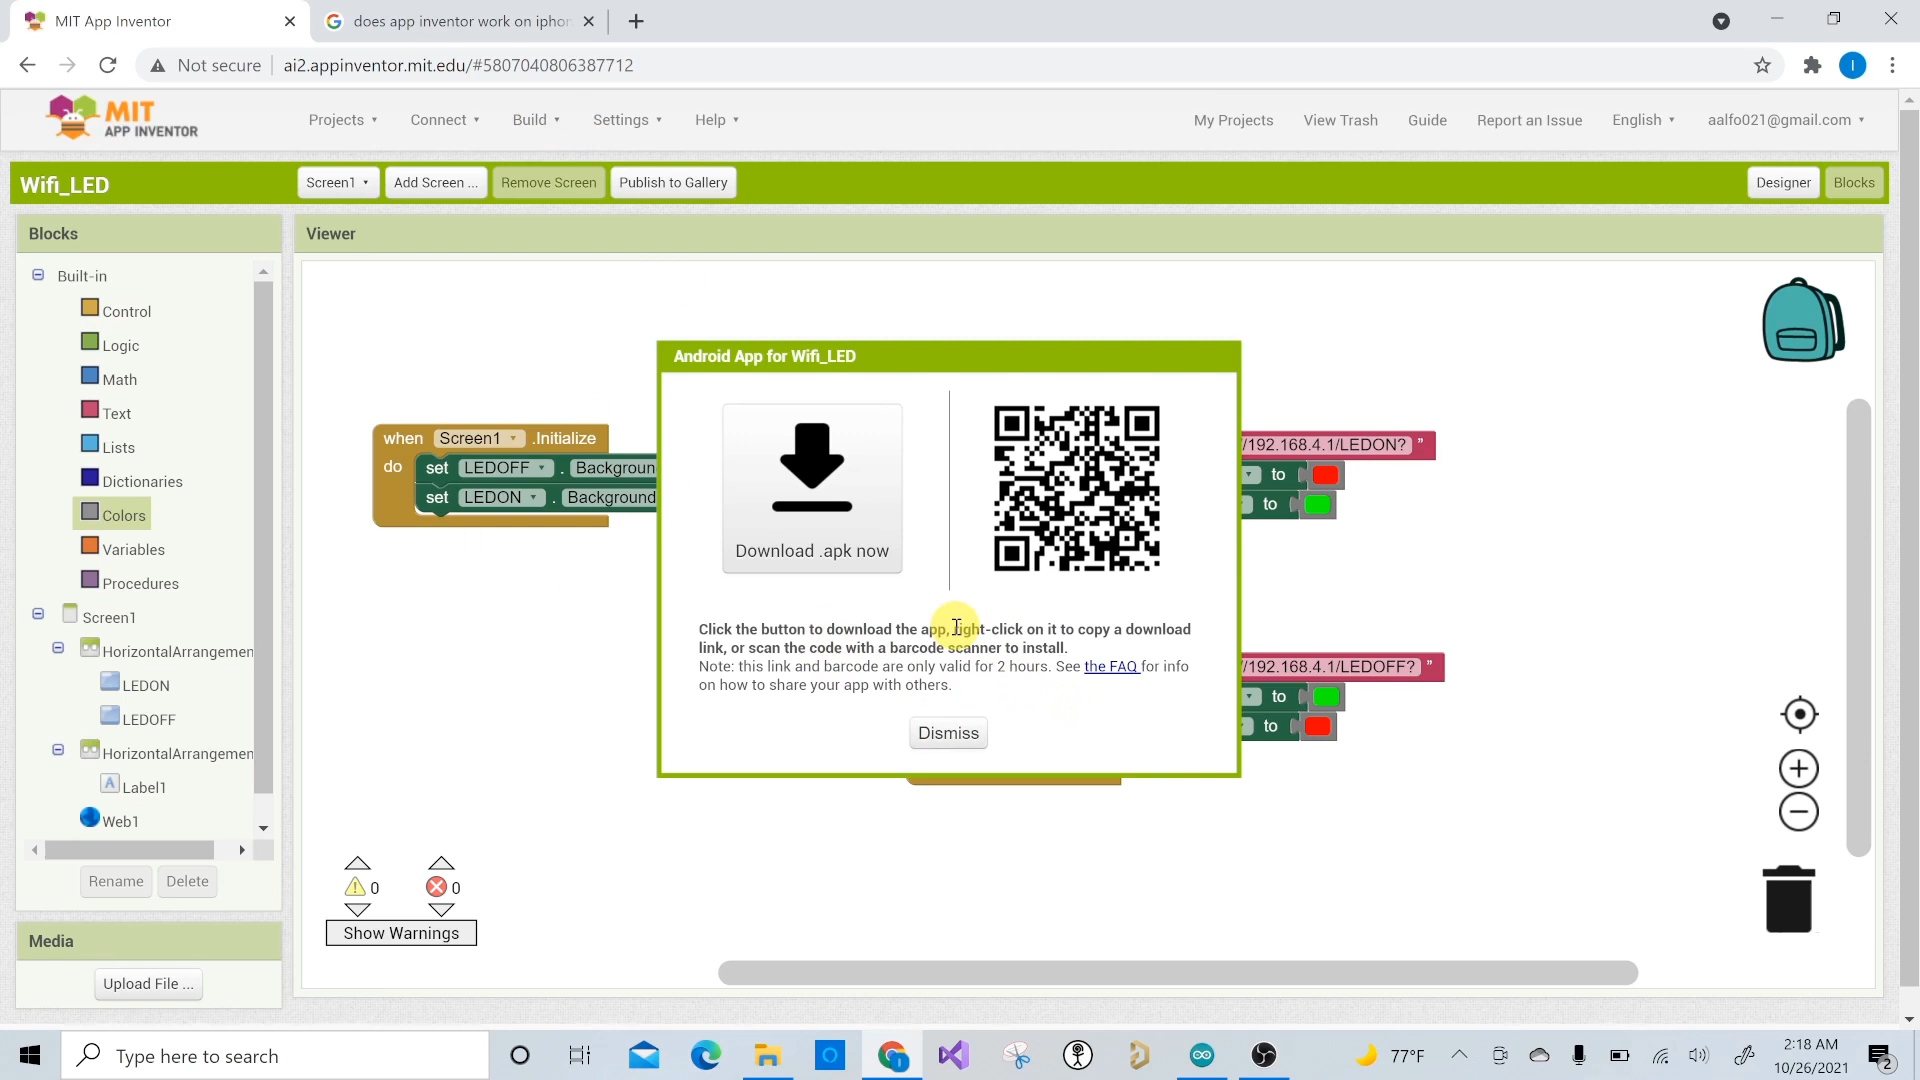 MIT App Inventor
does app inventor work on iphon
Not secure
ai2.appinventor.mit.edu/#5807040806387712
I
MIT
APP INVENTOR
Projects
Connect
Build
Settings
Help
My Projects
View Trash
Guide
Report an Issue
English
aalfo021@gmail.com
Wifi_LED
Screen1
Add Screen ...
Remove Screen
Publish to Gallery
Designer
Blocks
Blocks
Viewer
Built-in
Control
Logic
Math
Text
Lists
Dictionaries
Colors
Variables
Procedures
Screen1
HorizontalArrangemen
LEDON
LEDOFF
HorizontalArrangemen
A Label1
Web1
Rename
Delete
Media
Upload File ...
when Screen1 .Initialize
do set LEDOFF . Backgroun
set LEDON . Background
/192.168.4.1/LEDON? "
to
to
/192.168.4.1/LEDOFF? "
to
to
Android App for Wifi_LED
Download .apk now
Click the button to download the app, right-click on it to copy a download
link, or scan the code with a barcode scanner to install.
Note: this link and barcode are only valid for 2 hours. See the FAQ for info
on how to share your app with others.
Dismiss
0
0
Show Warnings
Type here to search
77°F
2:18 AM
10/26/2021
2